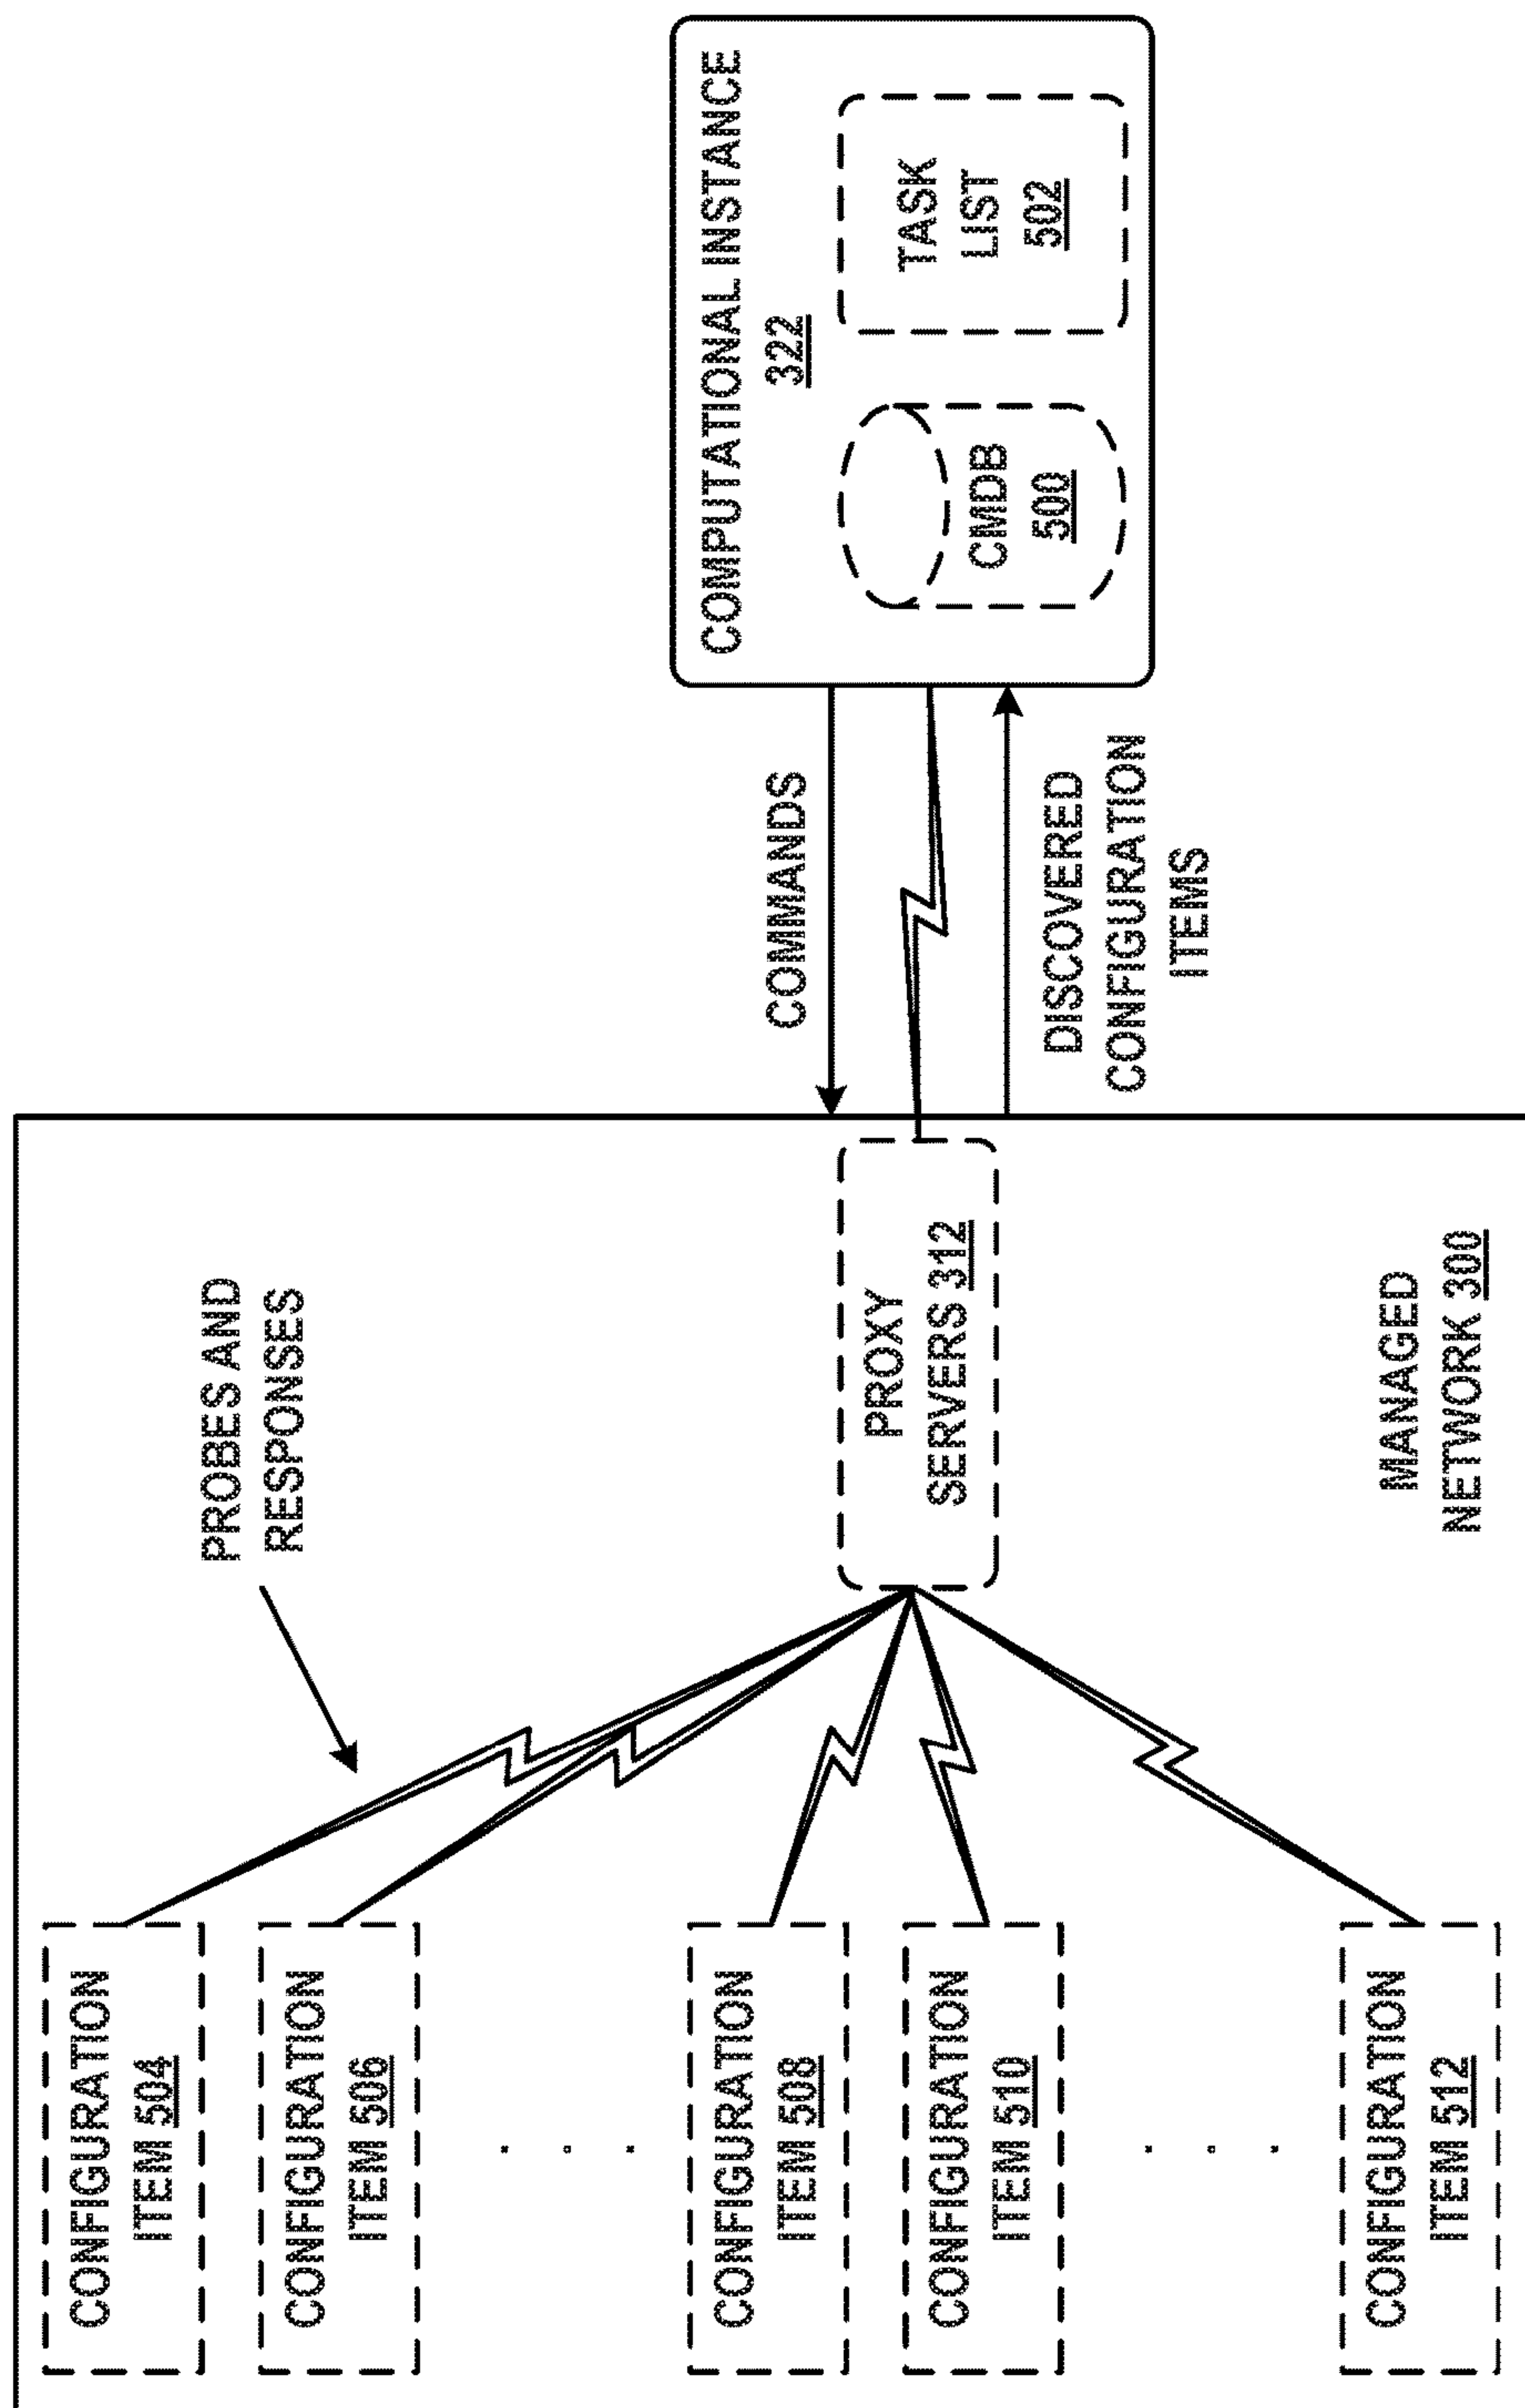 COMPUTATIONAL INSTANCE
322
CMDB
500
TASK
LIST
502
COMMANDS
DISCOVERED
CONFIGURATION
ITEMS
PROBES AND
RESPONSES
PROXY
SERVERS 312
MANAGED
NETWORK 300
CONFIGURATION
ITEM 504
CONFIGURATION
ITEM 506
CONFIGURATION
ITEM 508
CONFIGURATION
ITEM 510
CONFIGURATION
ITEM 512